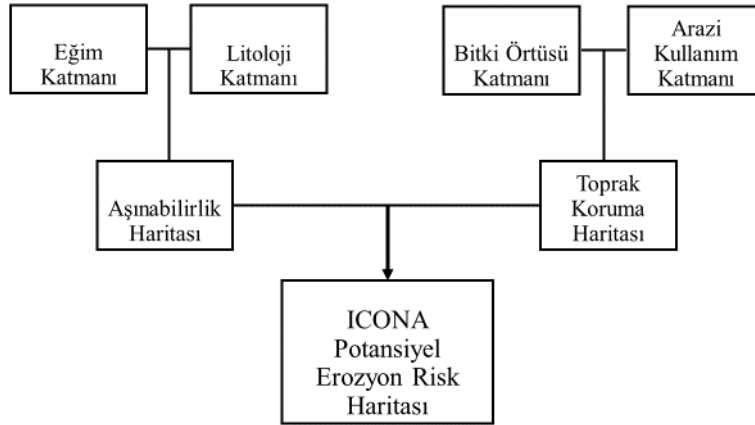 Eğim
Katmanı
Litoloji
Katmanı
Bitki Örtüsü
Katmanı
Arazi
Kullanım
Katmanı
Aşınabilirlik
Haritası
Toprak
Koruma
Haritası
ICONA
Potansiyel
Erozyon Risk
Haritası